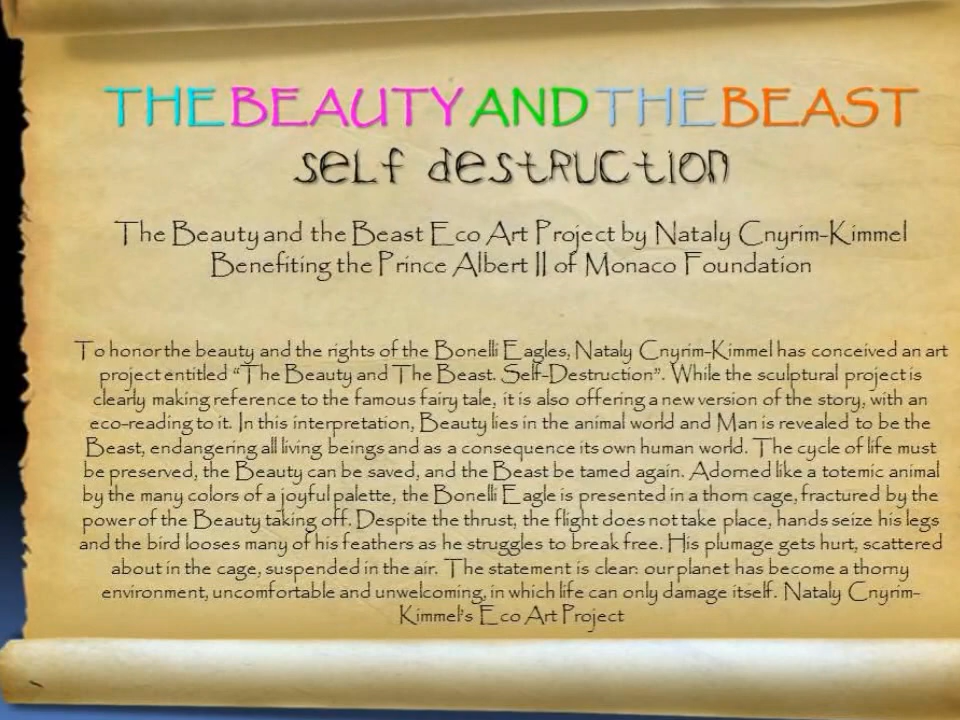 THE BEAUTY AND THE BEAST
SELF DESTRUCTION
The Beauty and the Beast Eco Art Project by Nataly Cnyrim-Kimmel
Benefiting the Prince Albert II of Monaco Foundation
To honor the beauty and the rights of the Bonelli Eagles, Nataly Cnyrim-Kimmel has conceived an art
project entitled “The Beauty and The Beast. Self-Destruction”. While the sculptural project is
clearly making reference to the famous fairy tale, it is also offering a new version of the story, with an
eco-reading to it. In this interpretation, Beauty lies in the animal world and Man is revealed to be the
Beast, endangering all living beings and as a consequence its own human world. The cycle of life must
be preserved, the Beauty can be saved, and the Beast be tamed again. Adorned like a totemic animal
by the many colors of a joyful palette, the Bonelli Eagle is presented in a thorn cage, fractured by the
power of the Beauty taking off. Despite the thrust, the flight does not take place, hands seize his legs
and the bird looses many of his feathers as he struggles to break free. His plumage gets hurt, scattered
about in the cage, suspended in the air. The statement is clear: our planet has become a thorny
environment, uncomfortable and unwelcoming, in which life can only damage itself. Nataly Cnyrim-
Kimmel's Eco Art Project